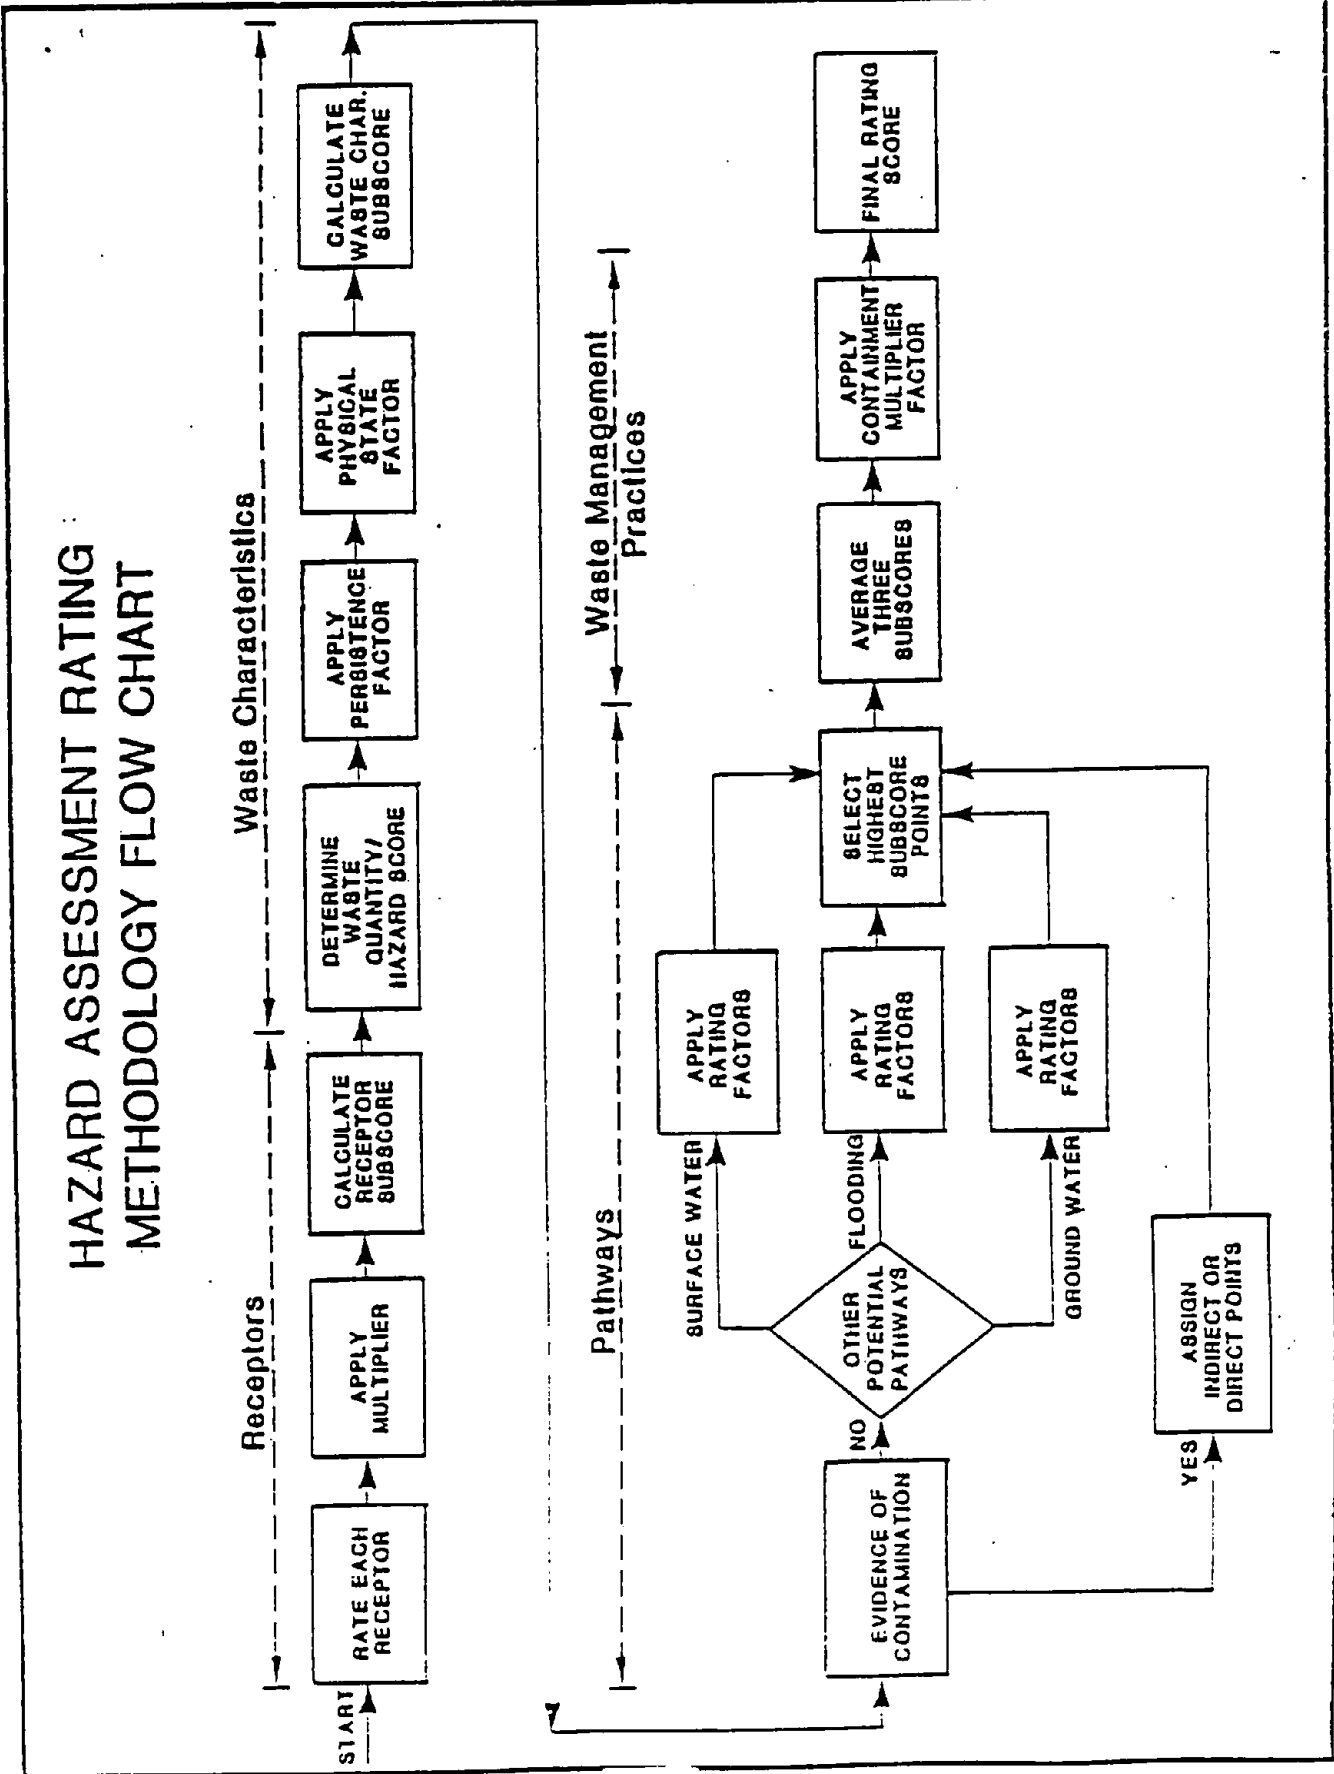 HAZARD ASSESSMENT RATING
METHODOLOGY FLOW CHART
Receptors
Waste Characteristics
START
RATE EACH
RECEPTOR
APPLY
MULTIPLIER
CALCULATE
RECEPTOR
SUBSCORE
DETERMINE
WASTE
QUANTITY/
HAZARD SCORE
APPLY
PERSISTENCE
FACTOR
APPLY
PHYSICAL
STATE
FACTOR
CALCULATE
WASTE CHAR.
SUBSCORE
Pathways
Waste Management
Practices
EVIDENCE OF
CONTAMINATION
NO
OTHER
POTENTIAL
PATHWAYS
SURFACE WATER
APPLY
RATING
FACTORS
FLOODING
APPLY
RATING
FACTORS
GROUND WATER
APPLY
RATING
FACTORS
YES
ASSIGN
INDIRECT OR
DIRECT POINTS
SELECT
HIGHEST
SUBSCORE
POINTS
AVERAGE
THREE
SUBSCORES
APPLY
CONTAINMENT
MULTIPLIER
FACTOR
FINAL RATING
SCORE